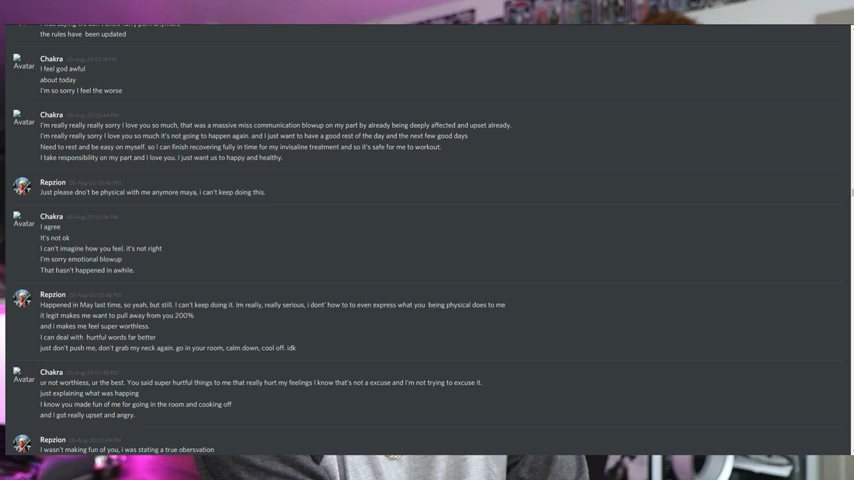 the rules have been updated
Avatar
Chakra
I feel god awful
about today
I'm so sorry I feel the worse
Avatar
Chakra
I'm really really really sorry I love you so much, that was a massive miss communication blowup on my part by already being deeply affected and upset already.
I'm really really sorry I love you so much it's not going to happen again. and I just want to have a good rest of the day and the next few good days
Need to rest and be easy on myself. so I can finish recovering fully in time for my invisaline treatment and so it's safe for me to workout.
I take responsibility on my part and I love you. I just want us to happy and healthy.
Repzion
Just please dno't be physical with me anymore maya, i can't keep doing this.
Avatar
Chakra
I agree
It's not ok
I can't imagine how you feel. it's not right
I'm sorry emotional blowup
That hasn't happened in awhile.
Repzion
Happened in May last time, so yeah, but still. I can't keep doing it. Im really, really serious, i dont' how to to even express what you being physical does to me
it legit makes me want to pull away from you 200%
and i makes me feel super worthless.
I can deal with hurtful words far better
just don't push me, don't grab my neck again. go in your room, calm down, cool off. idk
Avatar
Chakra
ur not worthless, ur the best. You said super hurtful things to me that really hurt my feelings I know that's not a excuse and I'm not trying to excuse it.
just explaining what was happing
I know you made fun of me for going in the room and cooking off
and I got really upset and angry.
Repzion
I wasn't making fun of you, i was stating a true obersvation